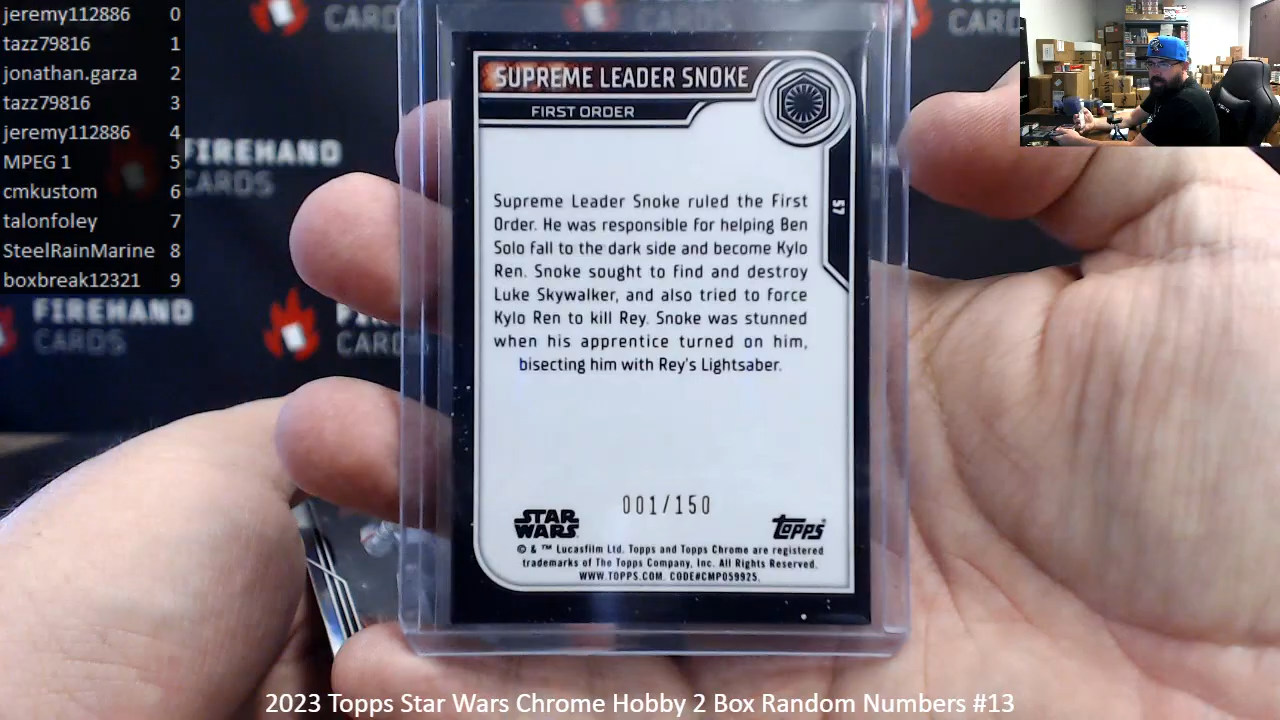 jeremy112886 0
tazz79816 1
jonathan.garza 2
tazz79816 3
jeremy112886 4
MPEG 1 5
cmkustom 6
talonfoley 7
SteelRainMarine 8
boxbreak12321 9
CARDS
CARDS
FIREHAND
CARDS
FIREHAND
CARDS
SUPREME LEADER SNOKE
FIRST ORDER
57
Supreme Leader Snoke ruled the First
Order. He was responsible for helping Ben
Solo fall to the dark side and become Kylo
Ren. Snoke sought to find and destroy
Luke Skywalker, and also tried to force
Kylo Ren to kill Rey. Snoke was stunned
when his apprentice turned on him,
bisecting him with Rey's Lightsaber.
001/150
STAR WARS
Topps
© & ™ Lucasfilm Ltd. Topps and Topps Chrome are registered
trademarks of The Topps Company, Inc. All Rights Reserved.
WWW.TOPPS.COM. CODE#CMP059925.
2023 Topps Star Wars Chrome Hobby 2 Box Random Numbers #13